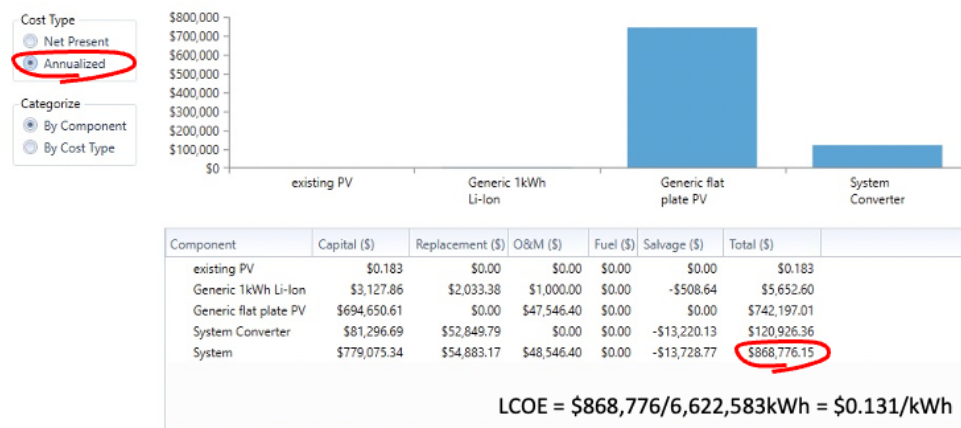 Cost Type
Net Present
Annualized
Categorize
By Component
By Cost Type
$800,000
$700,000
$600,000
$500,000
$400,000
$300,000
$200,000
$100,000
$0
existing PV
Generic 1kWh
Li-Ion
Generic flat
plate PV
System
Converter
Component Capital ($) Replacement ($) O&M ($) Fuel ($) Salvage ($) Total ($)
existing PV $0.183 $0.00 $0.00 $0.00 $0.00 $0.183
Generic 1kWh Li-Ion $3,127.86 $2,033.38 $1,000.00 $0.00 -$508.64 $5,652.60
Generic flat plate PV $694,650.61 $0.00 $47,546.40 $0.00 $0.00 $742,197.01
System Converter $81,296.69 $52,849.79 $0.00 $0.00 -$13,220.13 $120,926.36
System $779,075.34 $54,883.17 $48,546.40 $0.00 -$13,728.77 $868,776.15
LCOE = $868,776/6,622,583kWh = $0.131/kWh